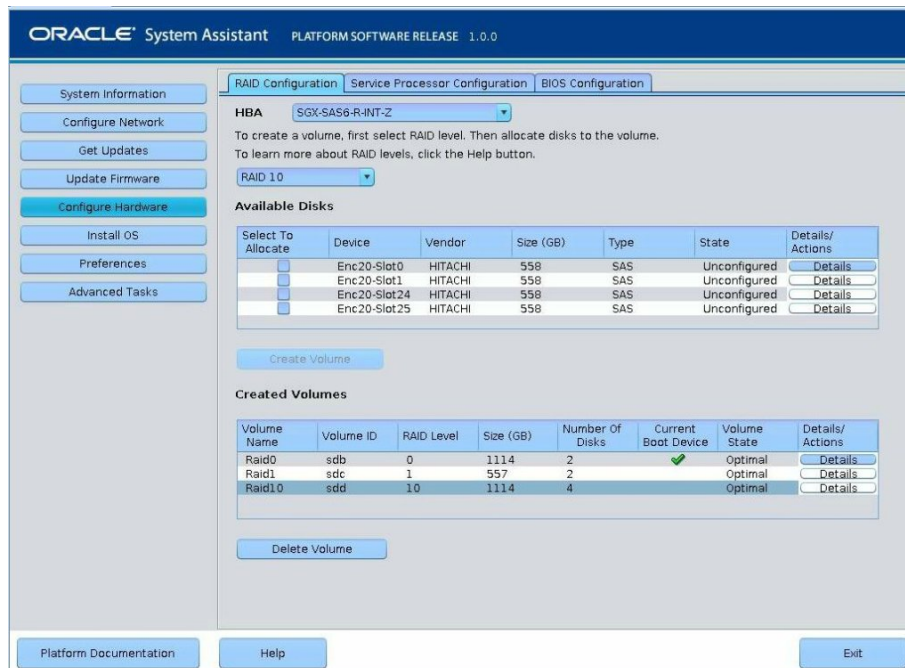 ORACLE System Assistant PLATFORM SOFTWARE RELEASE 1.0.0
System Information
Configure Network
Get Updates
Update Firmware
Configure Hardware
Install OS
Preferences
Advanced Tasks
RAID Configuration Service Processor Configuration BIOS Configuration
HBA SGX-SAS6-R-INT-Z
To create a volume, first select RAID level. Then allocate disks to the volume.
To learn more about RAID levels, click the Help button.
RAID 10
Available Disks
Select To Allocate Device Vendor Size (GB) Type State Details/ Actions
Enc20-Slot0 HITACHI 558 SAS Unconfigured Details
Enc20-Slot1 HITACHI 558 SAS Unconfigured Details
Enc20-Slot24 HITACHI 558 SAS Unconfigured Details
Enc20-Slot25 HITACHI 558 SAS Unconfigured Details
Create Volume
Created Volumes
Volume Name Volume ID RAID Level Size (GB) Number Of Disks Current Boot Device Volume State Details/ Actions
Raid0 sdb 0 1114 2 Optimal Details
Raid1 sdc 1 557 2 Optimal Details
Raid10 sdd 10 1114 4 Optimal Details
Delete Volume
Platform Documentation Help Exit